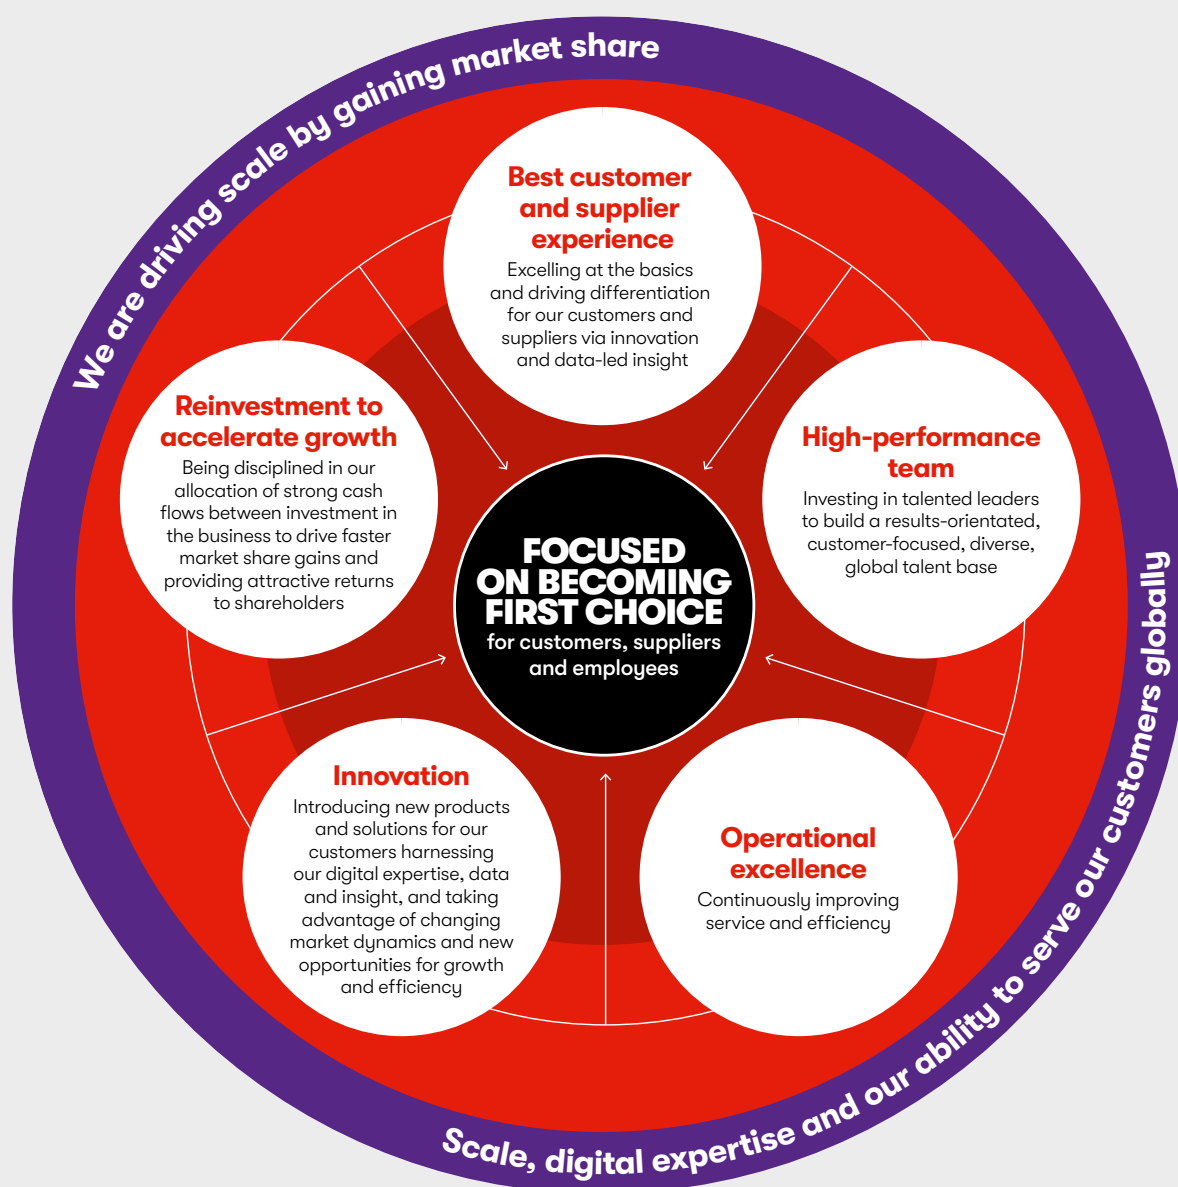 We are driving scale by gaining market share
Best customer
and supplier
experience
Excelling at the basics
and driving differentiation
for our customers and
suppliers via innovation
and data-led insight
Reinvestment to
accelerate growth
Being disciplined in our
allocation of strong cash
flows between investment in
the business to drive faster
market share gains and
providing attractive returns
to shareholders
High-performance
team
Investing in talented leaders
to build a results-orientated,
customer-focused, diverse,
global talent base
FOCUSED
ON BECOMING
FIRST CHOICE
for customers, suppliers
and employees
Innovation
Introducing new products
and solutions for our
customers harnessing
our digital expertise, data
and insight, and taking
advantage of changing
market dynamics and new
opportunities for growth
and efficiency
Operational
excellence
Continuously improving
service and efficiency
Scale, digital expertise and our ability to serve our customers globally